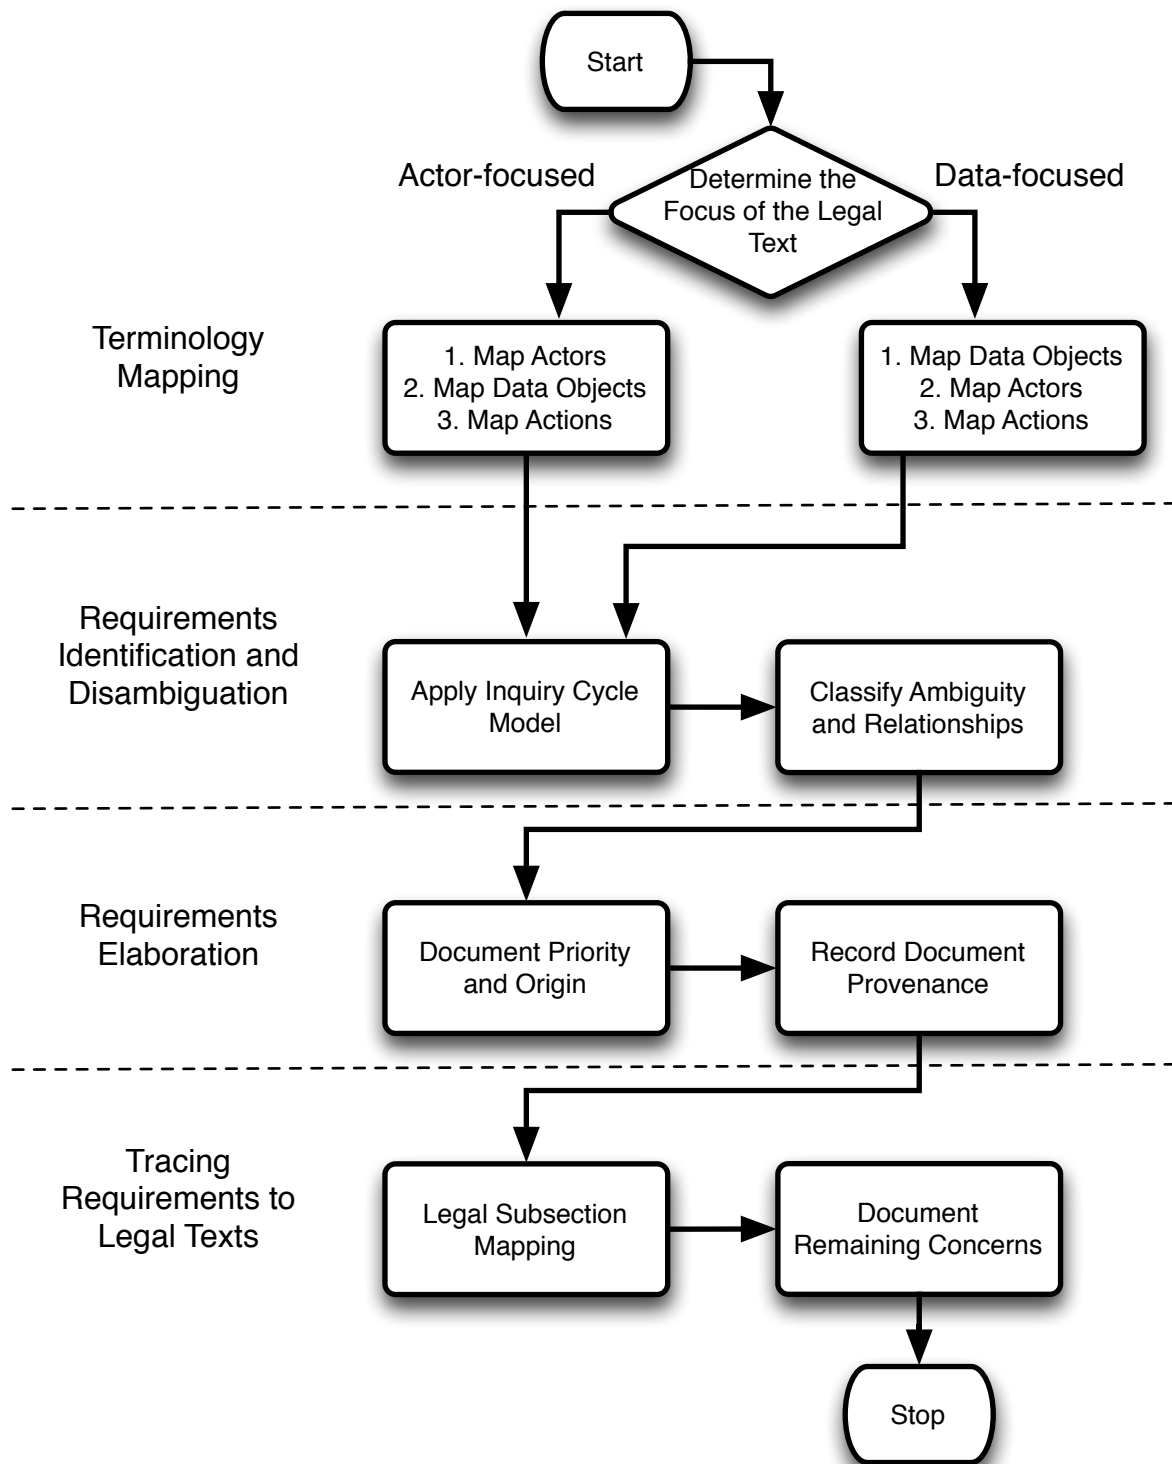 Start
Actor-focused
Determine the
Focus of the Legal
Text
Data-focused
Terminology
Mapping
1. Map Actors
2. Map Data Objects
3. Map Actions
1. Map Data Objects
2. Map Actors
3. Map Actions
Requirements
Identification and
Disambiguation
Apply Inquiry Cycle
Model
Classify Ambiguity
and Relationships
Requirements
Elaboration
Document Priority
and Origin
Record Document
Provenance
Tracing
Requirements to
Legal Texts
Legal Subsection
Mapping
Document
Remaining Concerns
Stop